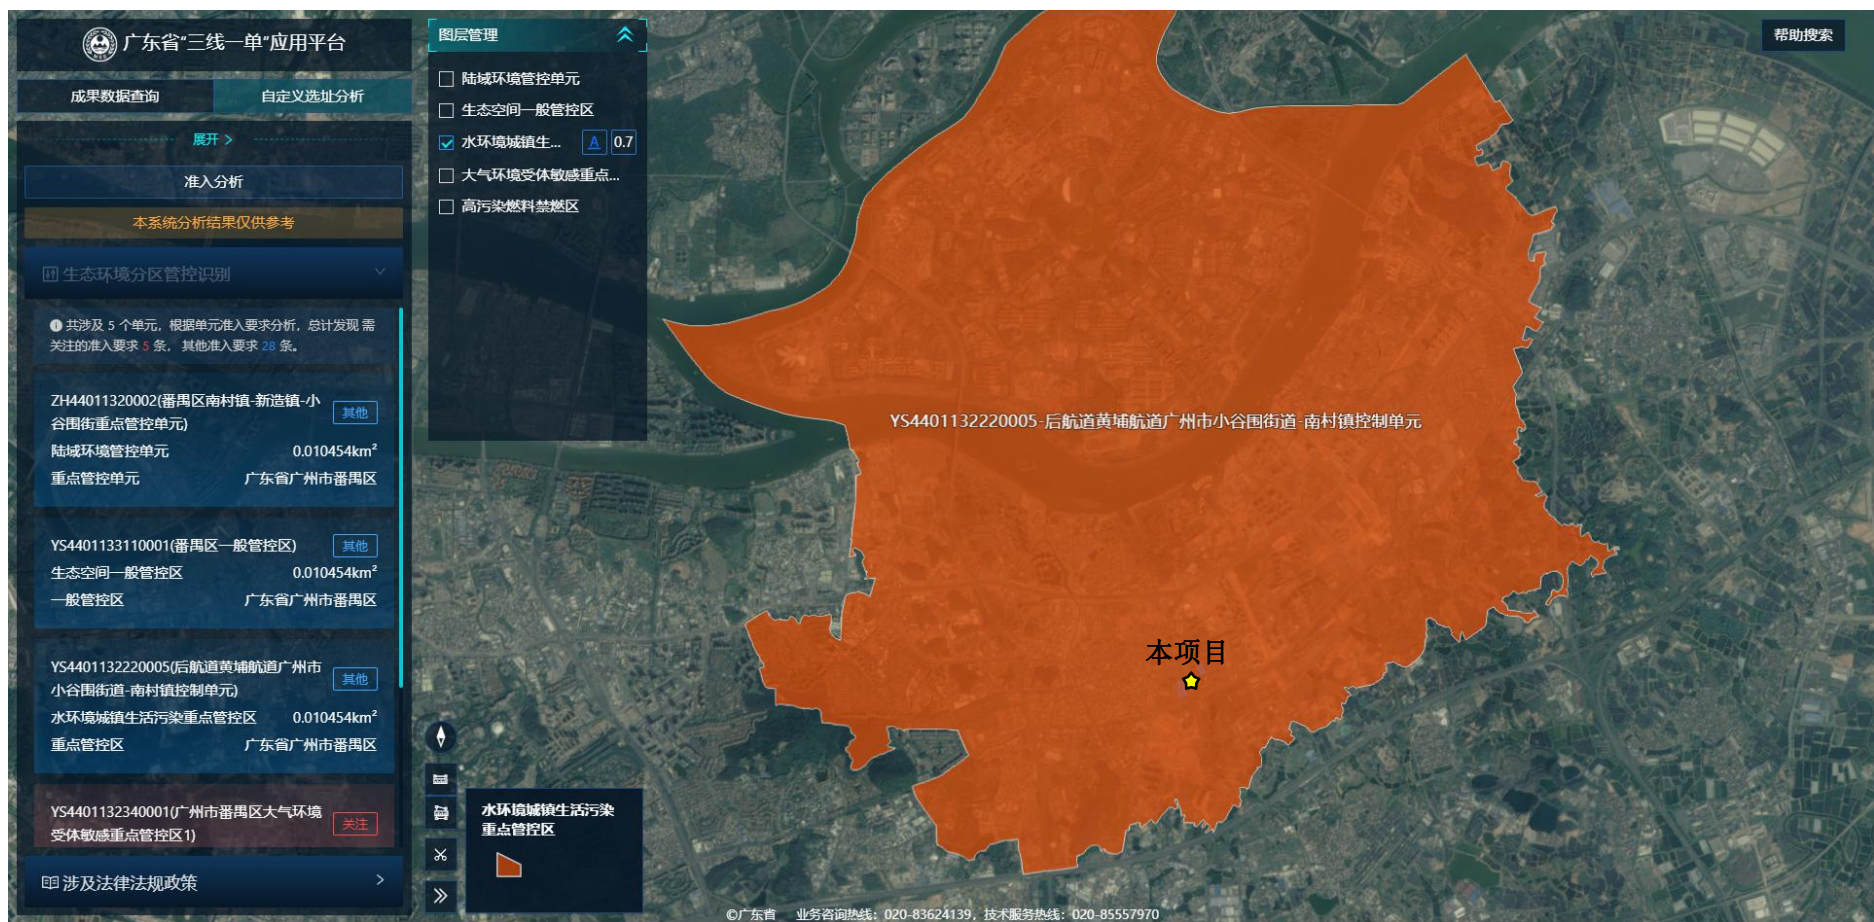 广东省“三线一单”应用平台
成果数据查询
自定义选址分析
展开 >
准入分析
本系统分析结果仅供参考
生态环境分区管控识别
共涉及 5 个单元，根据单元准入要求分析，总计发现 需
关注的准入要求 5 条， 其他准入要求 28 条。
ZH44011320002(番禺区南村镇-新造镇-小
谷围街重点管控单元)
其他
陆域环境管控单元 0.010454km²
重点管控单元 广东省广州市番禺区
YS4401133110001(番禺区一般管控区) 其他
生态空间一般管控区 0.010454km²
一般管控区 广东省广州市番禺区
YS4401132220005(后航道黄埔航道广州市
小谷围街道-南村镇控制单元)
其他
水环境城镇生活污染重点管控区 0.010454km²
重点管控区 广东省广州市番禺区
YS4401132340001(广州市番禺区大气环境
受体敏感重点管控区1)
关注
涉及法律法规政策
图层管理
陆域环境管控单元
生态空间一般管控区
水环境城镇生... A 0.7
大气环境受体敏感重点...
高污染燃料禁燃区
帮助搜索
YS4401132220005-后航道黄埔航道广州市小谷围街道-南村镇控制单元
本项目
水环境城镇生活污染
重点管控区
©广东省 业务咨询热线：020-83624139，技术服务热线：020-85557970